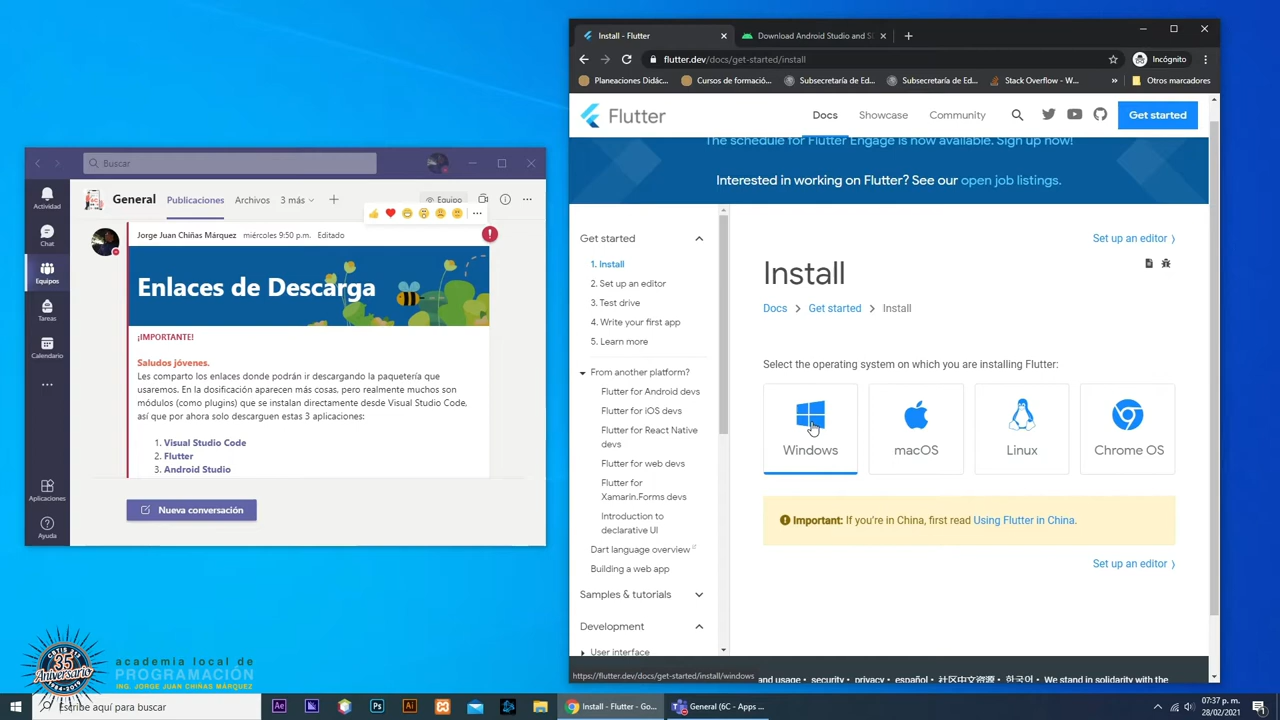 Buscar
Actividad
Chat
Equipos
Tareas
Calendario
Aplicaciones
Ayuda
General
Publicaciones
Archivos
3 más
Equipo
Jorge Juan Chiñas Márquez miércoles 9:50 p.m. Editado
Enlaces de Descarga
¡IMPORTANTE!
Saludos jóvenes.
Les comparto los enlaces donde podrán ir descargando la paquetería que
usaremos. En la dosificación aparecen más cosas, pero realmente muchos son
módulos (como plugins) que se instalan directamente desde Visual Studio Code,
así que por ahora solo descarguen estas 3 aplicaciones:
1. Visual Studio Code
2. Flutter
3. Android Studio
Nueva conversación
Install - Flutter
Download Android Studio and S
flutter.dev/docs/get-started/install
Incógnito
Planeaciones Didác...
Cursos de formació...
Subsecretaría de Ed...
Subsecretaría de Ed...
Stack Overflow - W...
»
Otros marcadores
Flutter
Docs
Showcase
Community
Get started
The schedule for Flutter Engage is now available. Sign up now!
Interested in working on Flutter? See our open job listings.
Get started
1. Install
2. Set up an editor
3. Test drive
4. Write your first app
5. Learn more
From another platform?
Flutter for Android devs
Flutter for iOS devs
Flutter for React Native
devs
Flutter for web devs
Flutter for
Xamarin.Forms devs
Introduction to
declarative UI
Dart language overview
Building a web app
Samples & tutorials
Development
User interface
Set up an editor
Install
Docs > Get started > Install
Select the operating system on which you are installing Flutter:
Windows
macOS
Linux
Chrome OS
Important: If you're in China, first read Using Flutter in China.
Set up an editor
https://flutter.dev/docs/get-started/install/windows
and usage • security • privacy • español • 社区中文资源 • 한국어 • We stand in solidarity with the
35
Aniversario
1984-2019
academia local de
PROGRAMACIÓN
ING. JORGE JUAN CHIÑAS MÁRQUEZ
Escribe aquí para buscar
Install - Flutter - Go...
General (6C - Apps ...
07:37 p. m.
28/02/2021